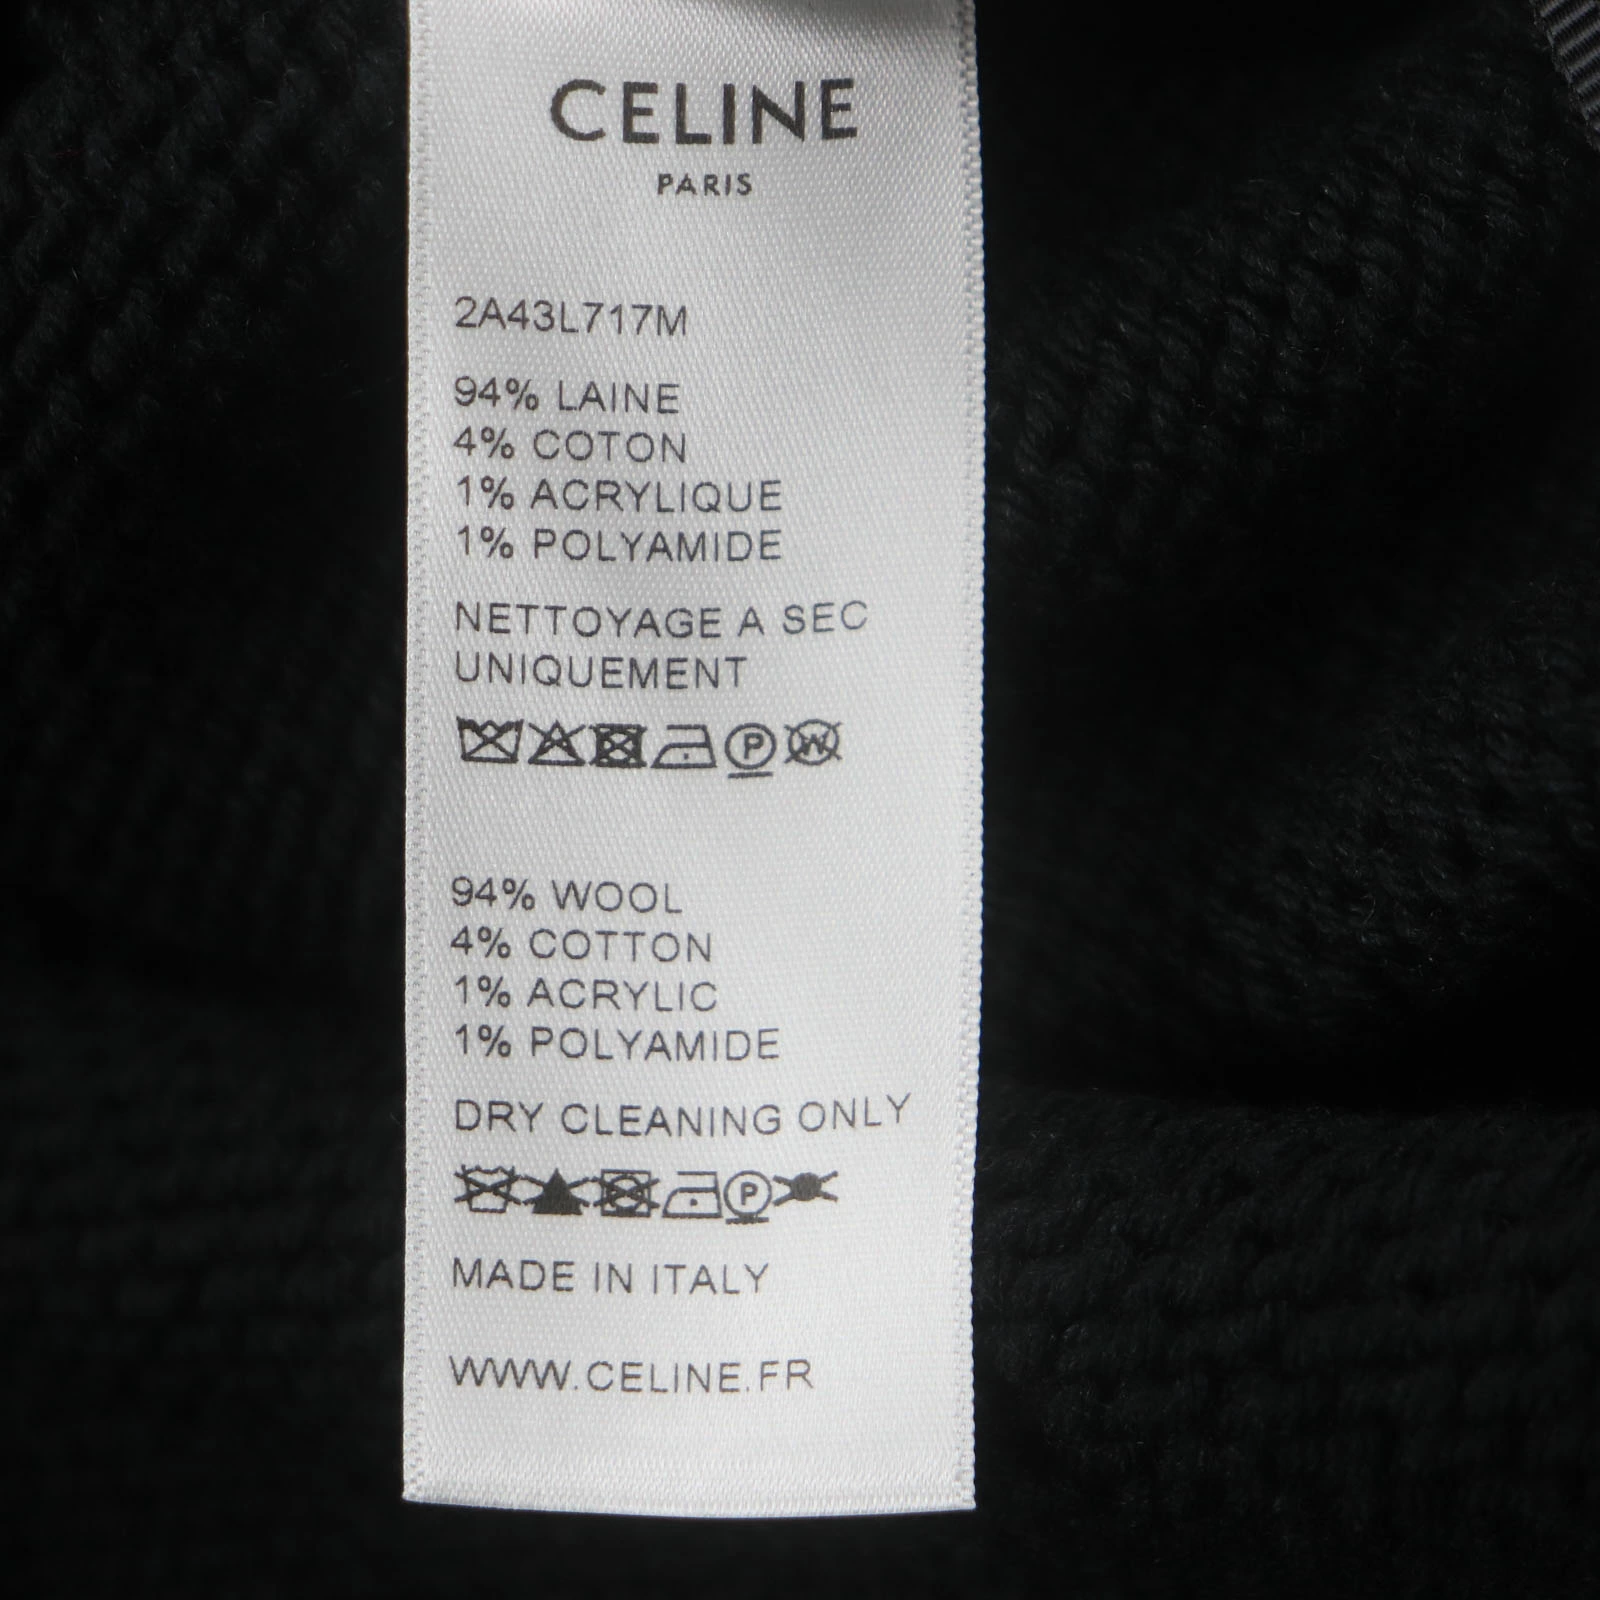 CELINE
PARIS
2A43L717M
94% LAINE
4% COTON
1% ACRYLIQUE
1% POLYAMIDE
NETTOYAGE A SEC
UNIQUEMENT
P W
94% WOOL
4% COTTON
1% ACRYLIC
1% POLYAMIDE
DRY CLEANING ONLY
P
MADE IN ITALY
WWW.CELINE.FR